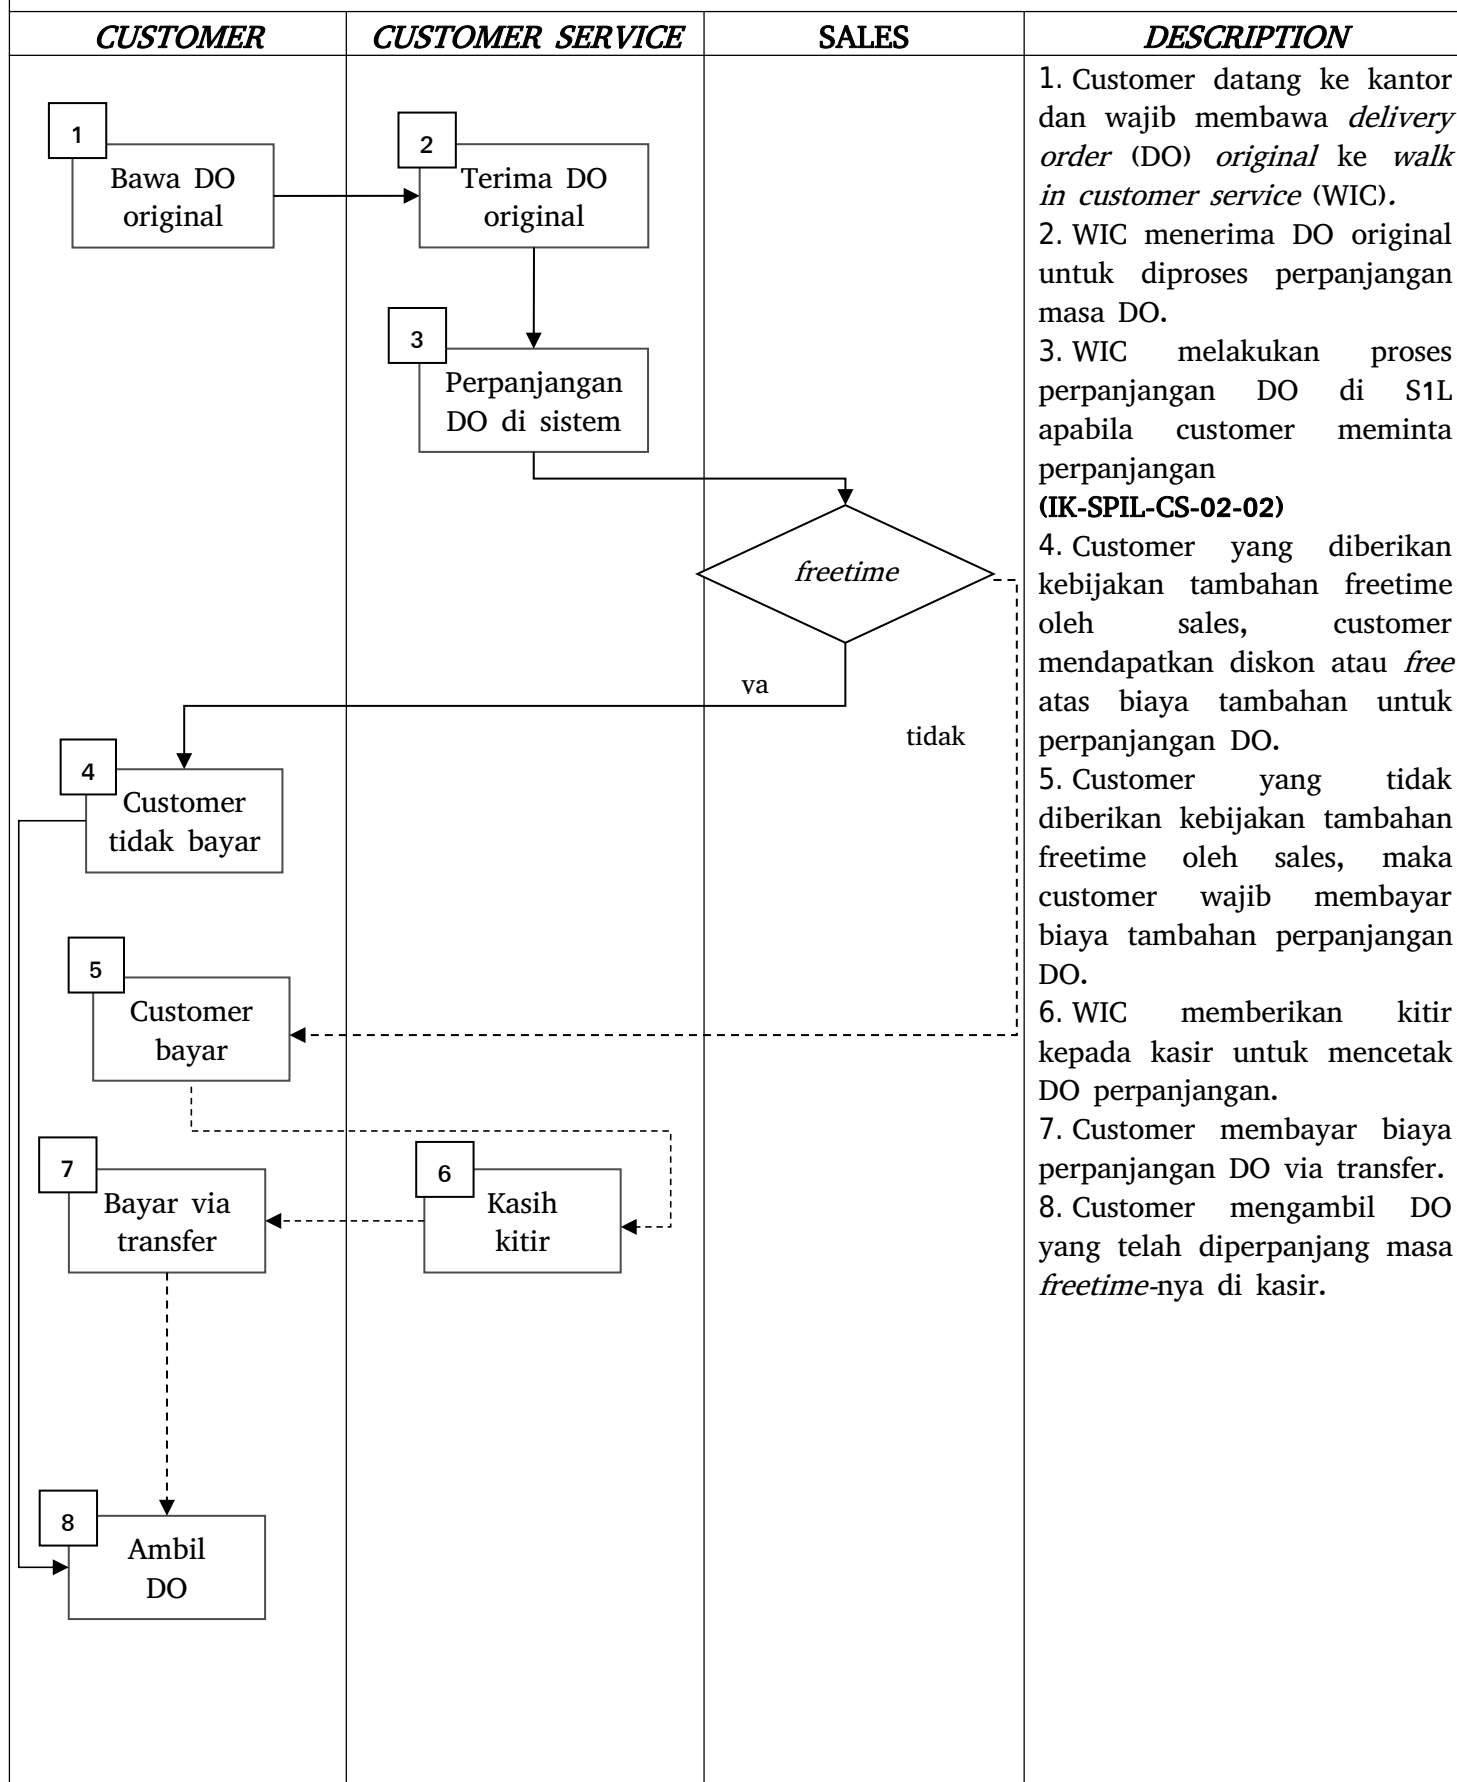 CUSTOMER
CUSTOMER SERVICE
SALES
DESCRIPTION
1
Bawa DO
original
2
Terima DO
original
3
Perpanjangan
DO di sistem
freetime
va
tidak
4
Customer
tidak bayar
5
Customer
bayar
7
Bayar via
transfer
6
Kasih
kitir
8
Ambil
DO
1. Customer datang ke kantor
dan wajib membawa delivery
order (DO) original ke walk
in customer service (WIC).
2. WIC menerima DO original
untuk diproses perpanjangan
masa DO.
3. WIC melakukan proses
perpanjangan DO di S1L
apabila customer meminta
perpanjangan
(IK-SPIL-CS-02-02)
4. Customer yang diberikan
kebijakan tambahan freetime
oleh sales, customer
mendapatkan diskon atau free
atas biaya tambahan untuk
perpanjangan DO.
5. Customer yang tidak
diberikan kebijakan tambahan
freetime oleh sales, maka
customer wajib membayar
biaya tambahan perpanjangan
DO.
6. WIC memberikan kitir
kepada kasir untuk mencetak
DO perpanjangan.
7. Customer membayar biaya
perpanjangan DO via transfer.
8. Customer mengambil DO
yang telah diperpanjang masa
freetime-nya di kasir.